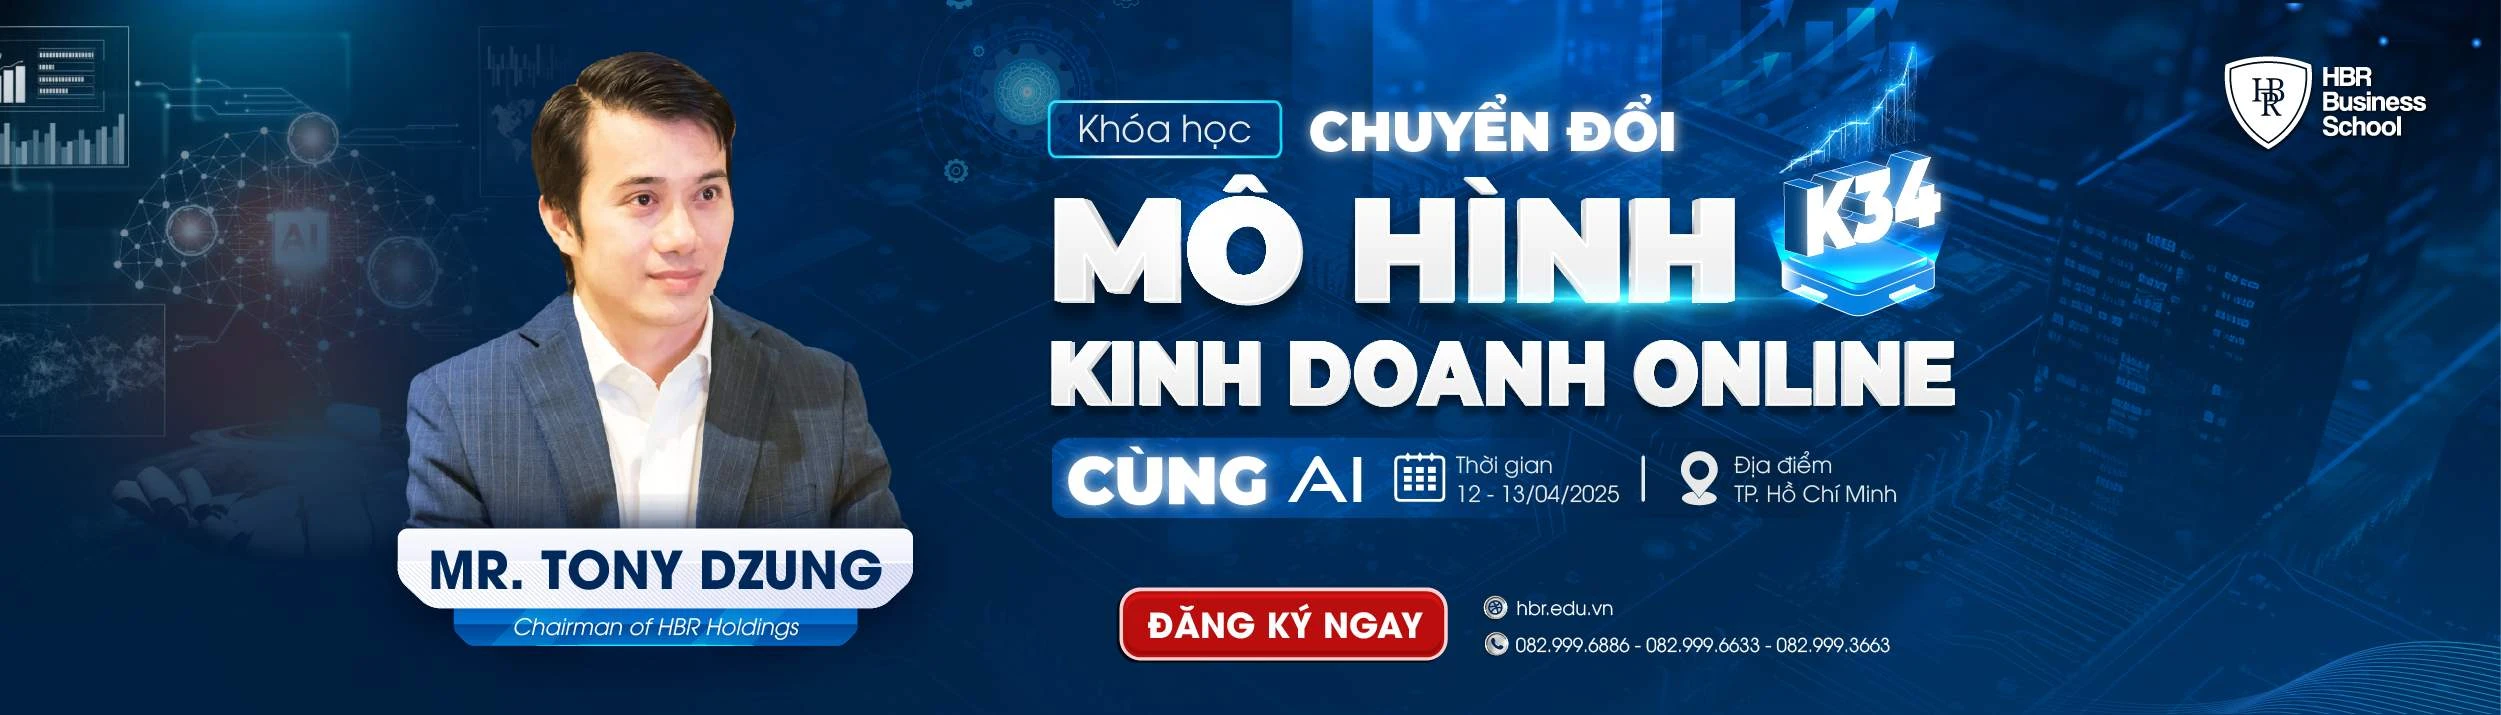 AI
MR. TONY DZUNG
Chairman of HBR Holdings
Khóa học
CHUYỂN ĐỔI
MÔ HÌNH
K34
KINH DOANH ONLINE
CÙNG AI
Thời gian
12 - 13/04/2025
Địa điểm
TP. Hồ Chí Minh
ĐĂNG KÝ NGAY
hbr.edu.vn
082.999.6886 - 082.999.6633 - 082.999.3663
HBR
HBR
Business
School